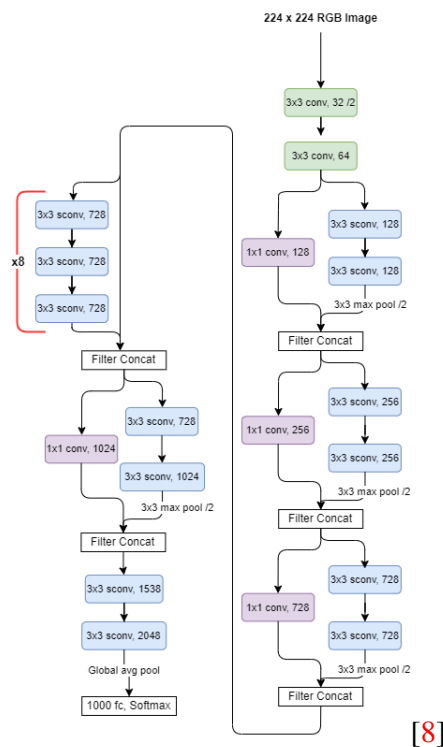 224 x 224 RGB Image
3x3 conv, 32 /2
3x3 conv, 64
1x1 conv, 128
3x3 sconv, 128
3x3 sconv, 128
3x3 max pool /2
Filter Concat
1x1 conv, 256
3x3 sconv, 256
3x3 sconv, 256
3x3 max pool /2
Filter Concat
1x1 conv, 728
3x3 sconv, 728
3x3 sconv, 728
3x3 max pool /2
Filter Concat
x8
3x3 sconv, 728
3x3 sconv, 728
3x3 sconv, 728
Filter Concat
1x1 conv, 1024
3x3 sconv, 728
3x3 sconv, 1024
3x3 max pool /2
Filter Concat
3x3 sconv, 1538
3x3 sconv, 2048
Global avg pool
1000 fc, Softmax
[8]